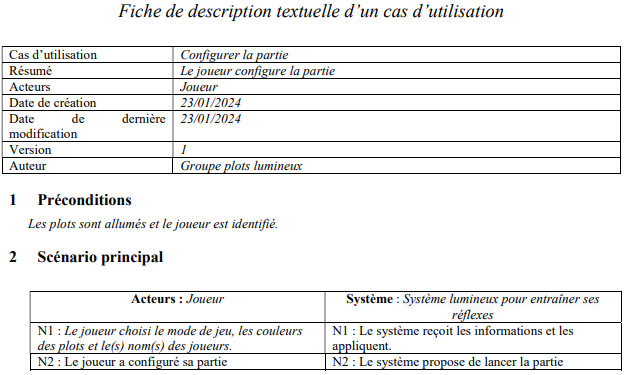 Fiche de description textuelle d’un cas d’utilisation
Cas d’utilisation Configurer la partie
Résumé Le joueur configure la partie
Acteurs Joueur
Date de création 23/01/2024
Date de dernière 23/01/2024
modification
Version 1
Auteur Groupe plots lumineux
1 Préconditions
Les plots sont allumés et le joueur est identifié.
2 Scénario principal
Acteurs : Joueur
Système : Système lumineux pour entraîner ses
réflexes
N1 : Le joueur choisi le mode de jeu, les couleurs
des plots et le(s) nom(s) des joueurs.
N1 : Le système reçoit les informations et les
appliquent.
N2 : Le joueur a configuré sa partie
N2 : Le système propose de lancer la partie